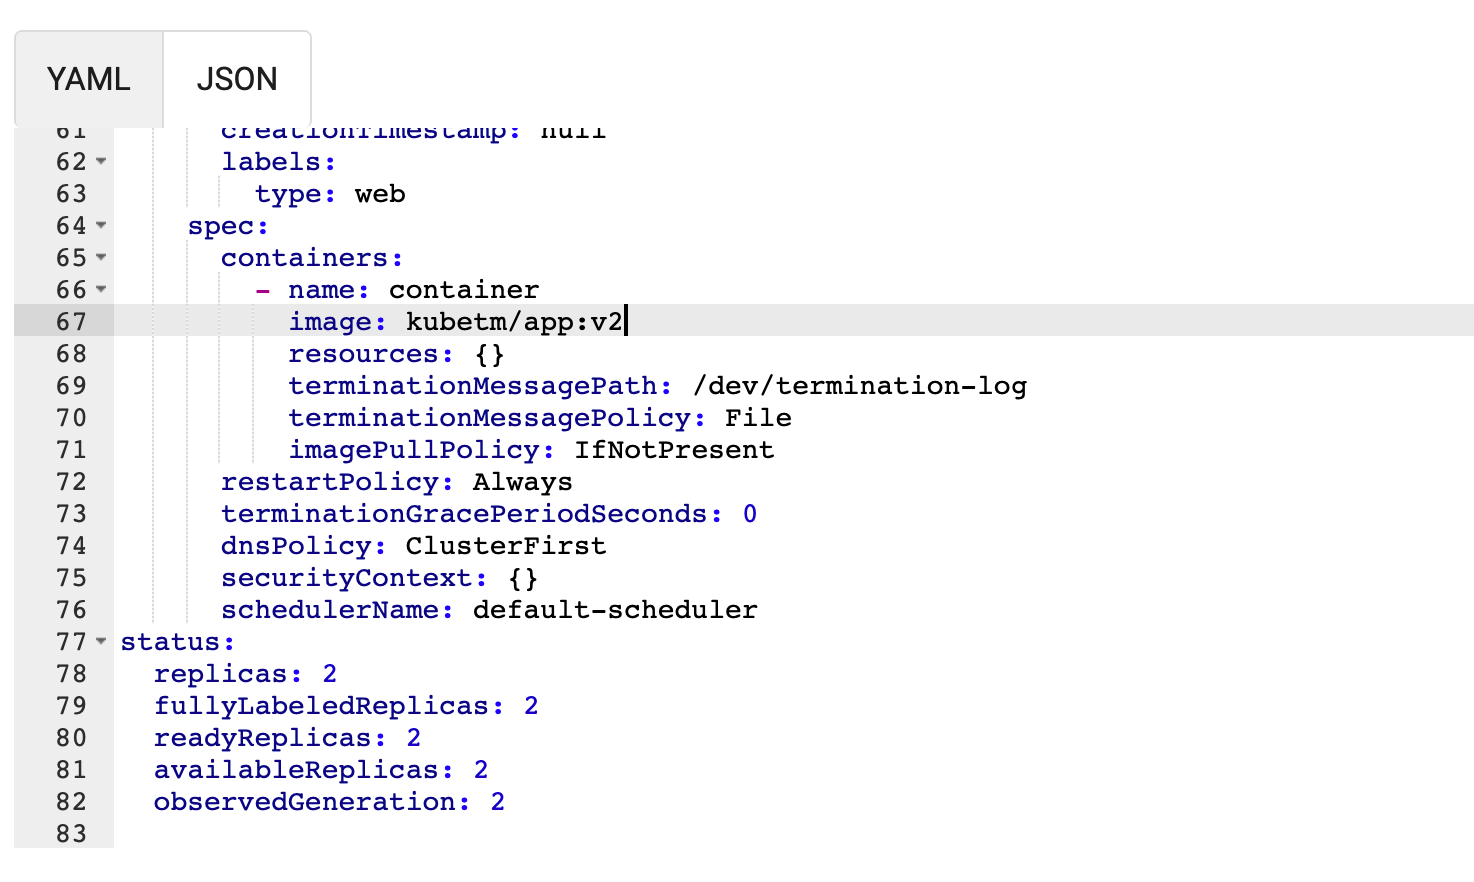 YAML JSON
61 creationTimestamp: null
62 labels:
63 type: web
64 spec:
65 containers:
66 - name: container
67 image: kubetm/app:v2
68 resources: {}
69 terminationMessagePath: /dev/termination-log
70 terminationMessagePolicy: File
71 imagePullPolicy: IfNotPresent
72 restartPolicy: Always
73 terminationGracePeriodSeconds: 0
74 dnsPolicy: ClusterFirst
75 securityContext: {}
76 schedulerName: default-scheduler
77 status:
78 replicas: 2
79 fullyLabeledReplicas: 2
80 readyReplicas: 2
81 availableReplicas: 2
82 observedGeneration: 2
83